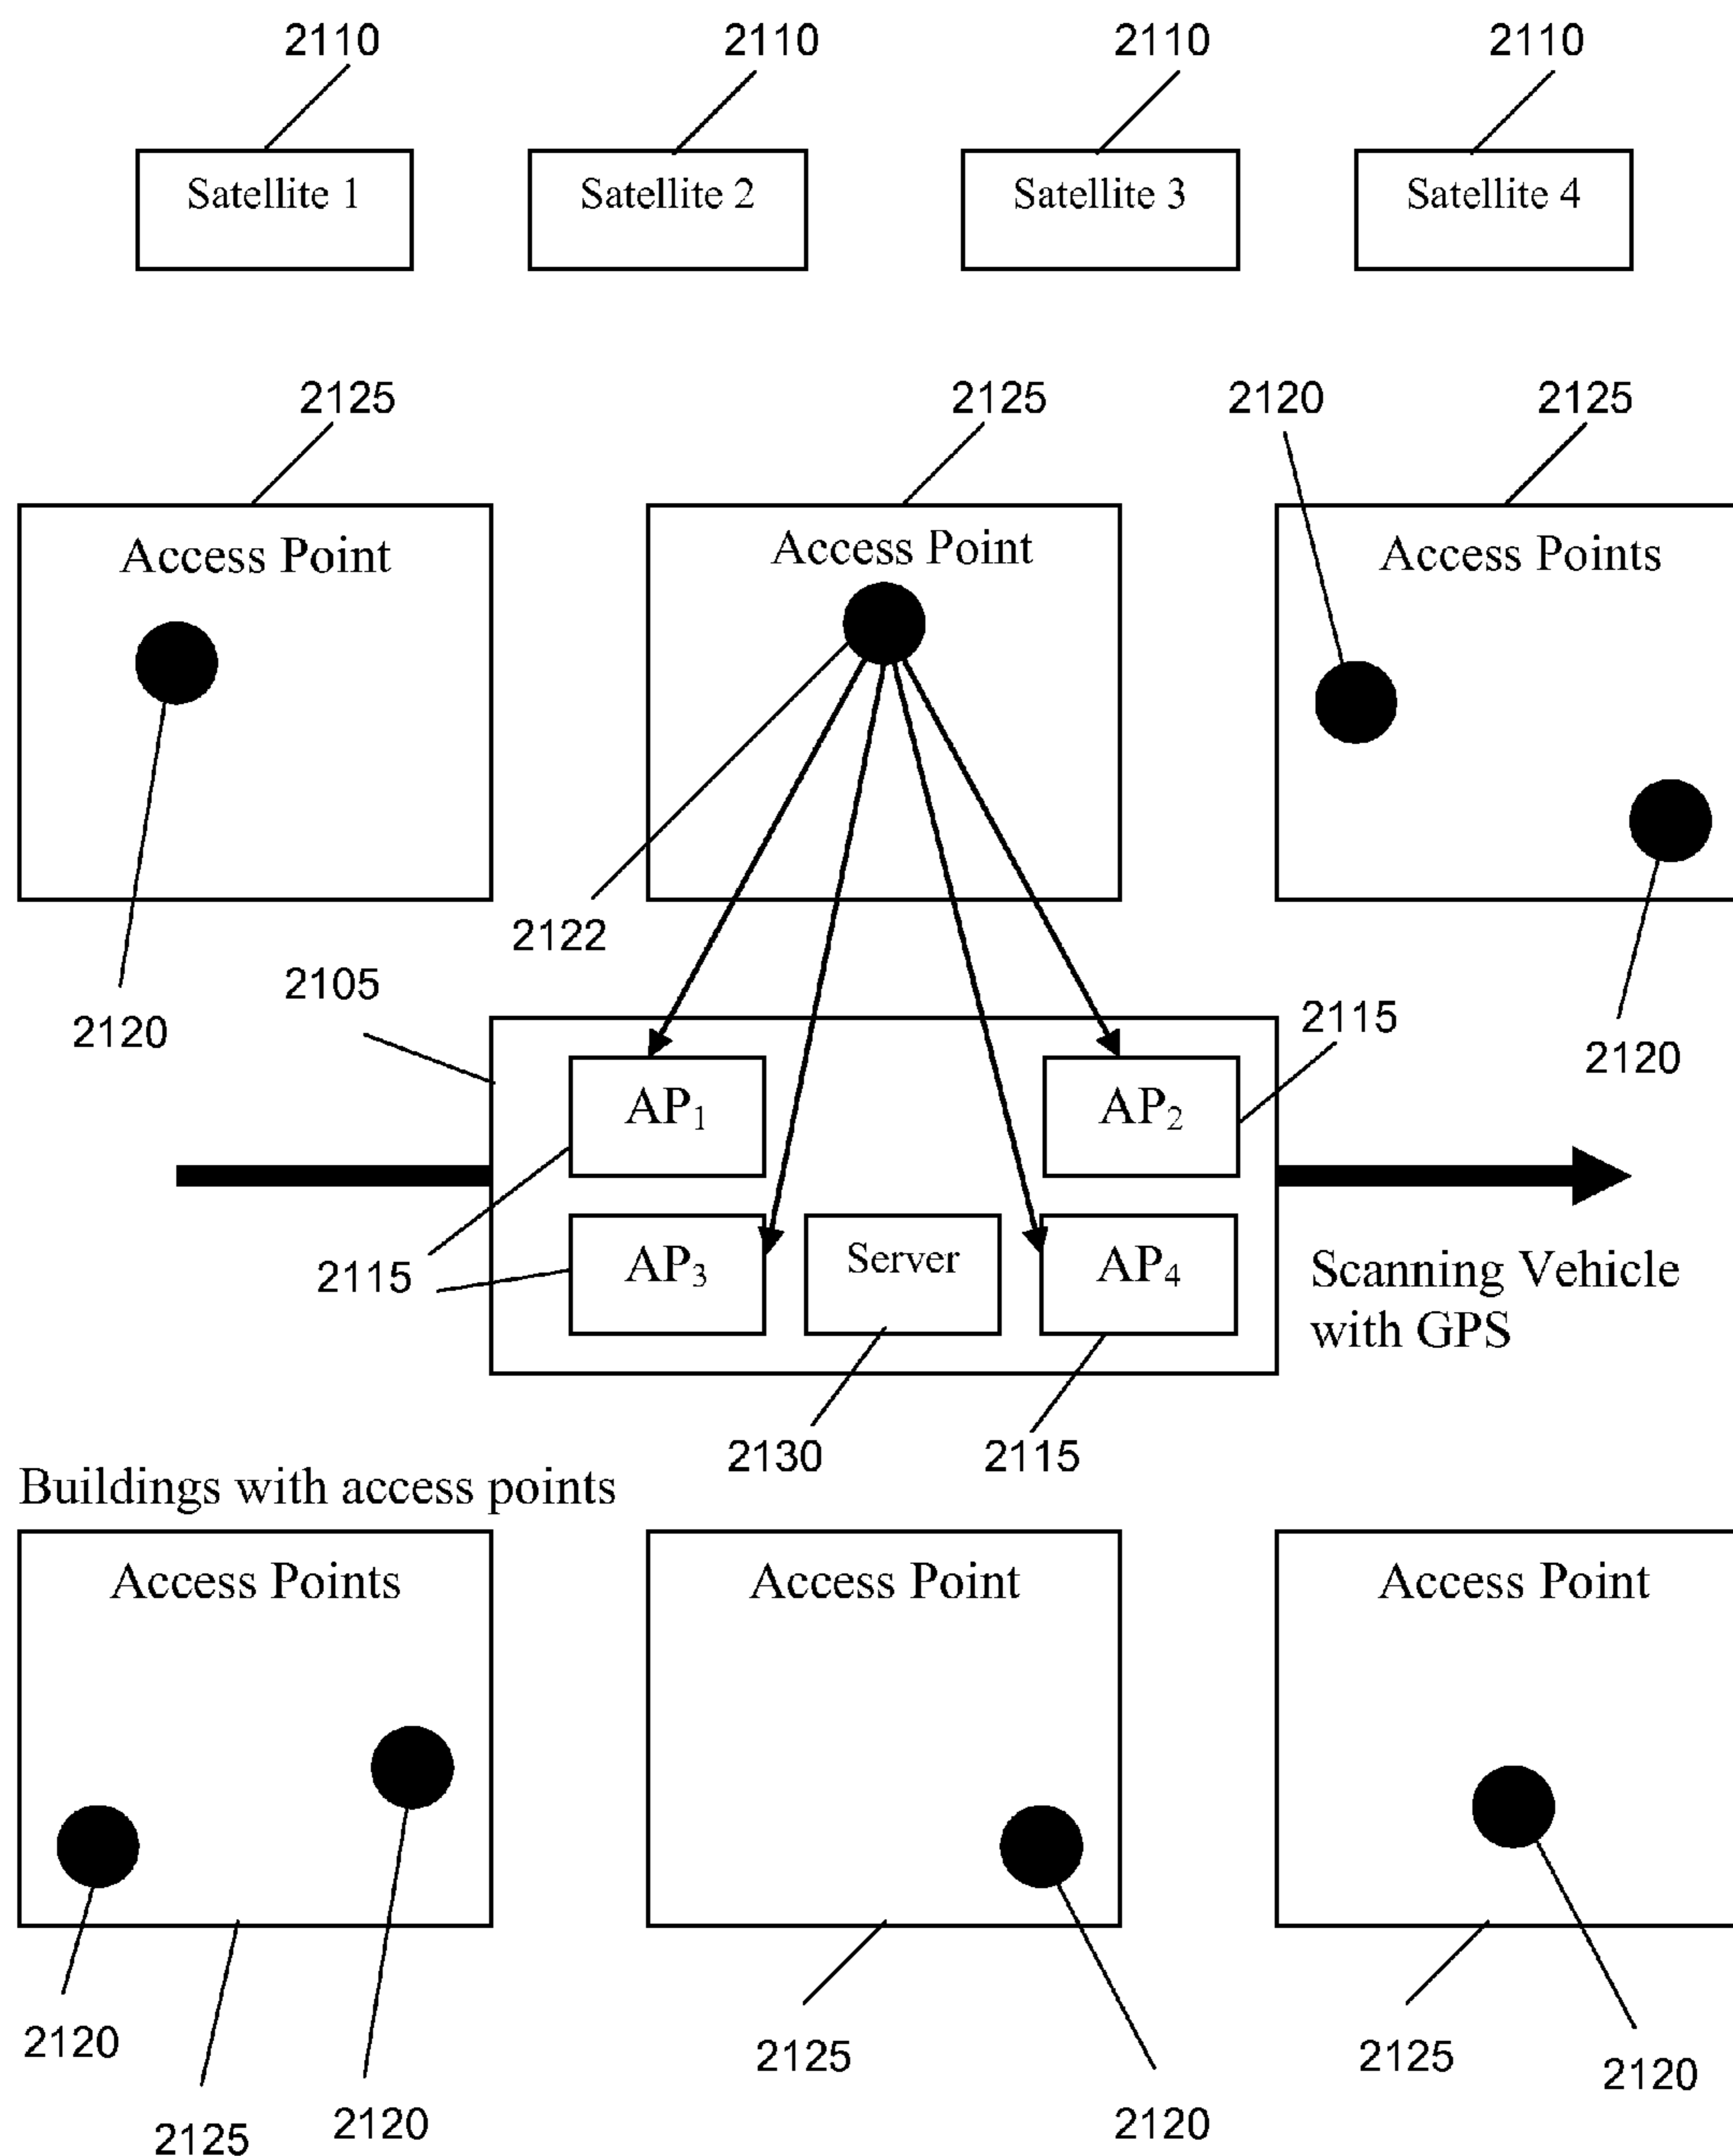 2110 2110 2110 2110
Satellite 1 Satellite 2 Satellite 3 Satellite 4
2125 2125 2120 2125
Access Point Access Point Access Points
2122
2105
2120 2115 2120
AP₁ AP₂
2115 AP₃ Server AP₄
Scanning Vehicle
with GPS
2130 2115
Buildings with access points
Access Points Access Point Access Point
2120 2125 2125 2120
2125 2120 2120